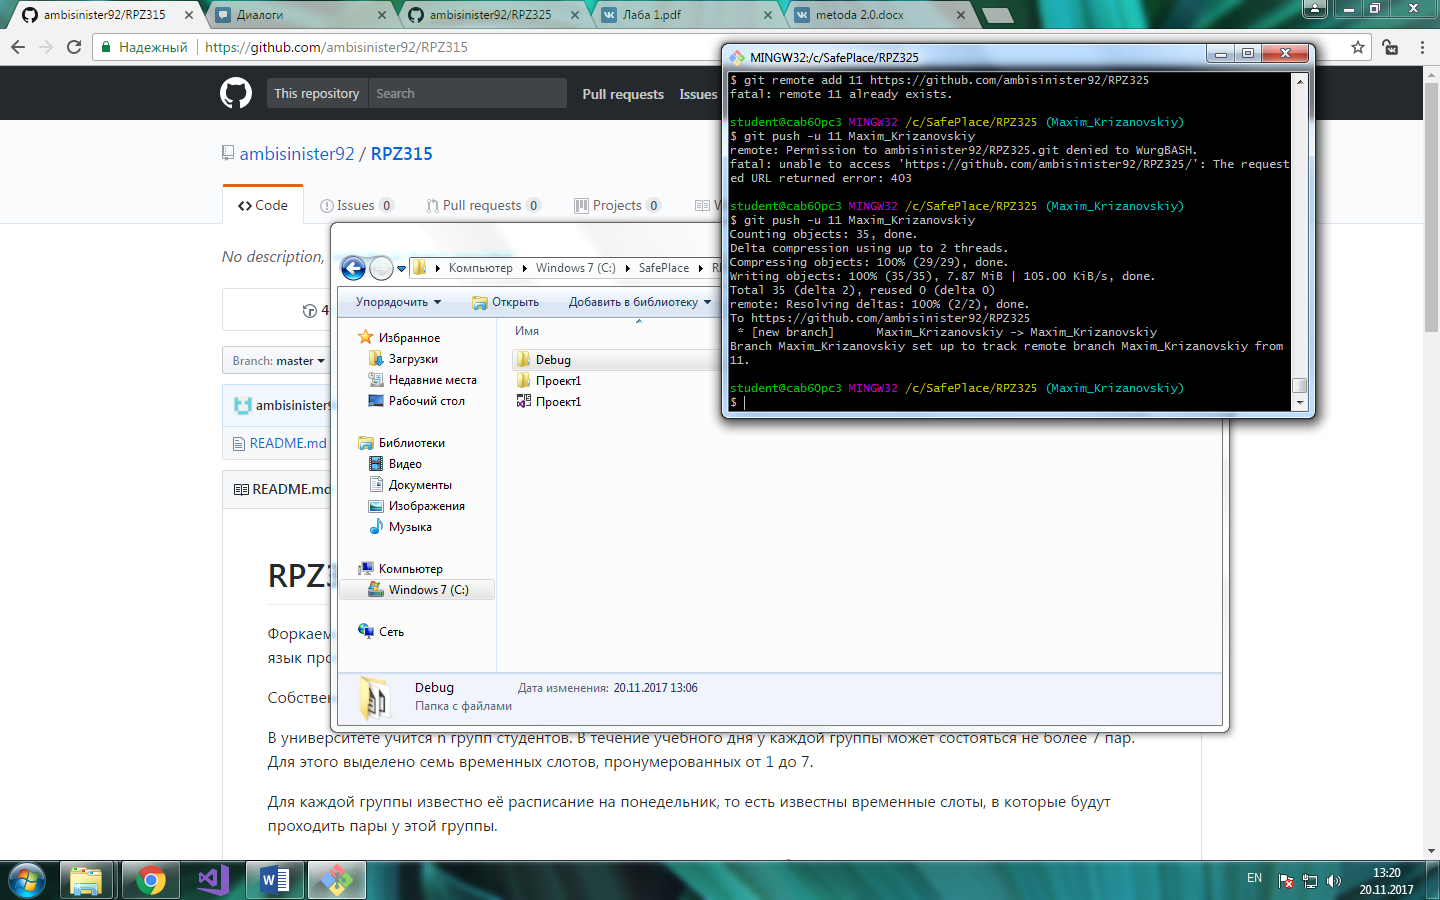 ambisinister92/RPZ315
Диалоги
ambisinister92/RPZ325
Лаба 1.pdf
metoda 2.0.docx
Надежный
https://github.com/ambisinister92/RPZ315
This repository
Search
Pull requests
Issues
ambisinister92 / RPZ315
Code
Issues 0
Pull requests 0
Projects 0
No description,
4
Branch: master
README.md
README.md
Форкаем
язык
В университете учится n групп студентов. В течение учебного дня у каждой группы может состояться не более 7 пар.
Для этого выделено семь временных слотов, пронумерованных от 1 до 7.
Для каждой группы известно её расписание на понедельник, то есть известны временные слоты, в которые будут
проходить пары у этой группы.
Компьютер
Windows 7 (C:)
SafePlace
Упорядочить
Открыть
Добавить в библиотеку
Имя
Избранное
Загрузки
Недавние места
Рабочий стол
Библиотеки
Видео
Документы
Изображения
Музыка
Компьютер
Windows 7 (C:)
Сеть
Debug
Проект1
Проект1
Debug
Дата изменения: 20.11.2017 13:06
Папка с файлами
MINGW32:/c/SafePlace/RPZ325
$ git remote add 11 https://github.com/ambisinister92/RPZ325
fatal: remote 11 already exists.
student@cab60pc3 MINGW32 /c/SafePlace/RPZ325 (Maxim_Krizanovskiy)
$ git push -u 11 Maxim_Krizanovskiy
remote: Permission to ambisinister92/RPZ325.git denied to WurgBASH.
fatal: unable to access 'https://github.com/ambisinister92/RPZ325/': The request
ed URL returned error: 403
student@cab60pc3 MINGW32 /c/SafePlace/RPZ325 (Maxim_Krizanovskiy)
$ git push -u 11 Maxim_Krizanovskiy
Counting objects: 35, done.
Delta compression using up to 2 threads.
Compressing objects: 100% (29/29), done.
Writing objects: 100% (35/35), 7.87 MiB | 105.00 KiB/s, done.
Total 35 (delta 2), reused 0 (delta 0)
remote: Resolving deltas: 100% (2/2), done.
To https://github.com/ambisinister92/RPZ325
* [new branch] Maxim_Krizanovskiy -> Maxim_Krizanovskiy
Branch Maxim_Krizanovskiy set up to track remote branch Maxim_Krizanovskiy from
11.
student@cab60pc3 MINGW32 /c/SafePlace/RPZ325 (Maxim_Krizanovskiy)
$
EN
13:20
20.11.2017